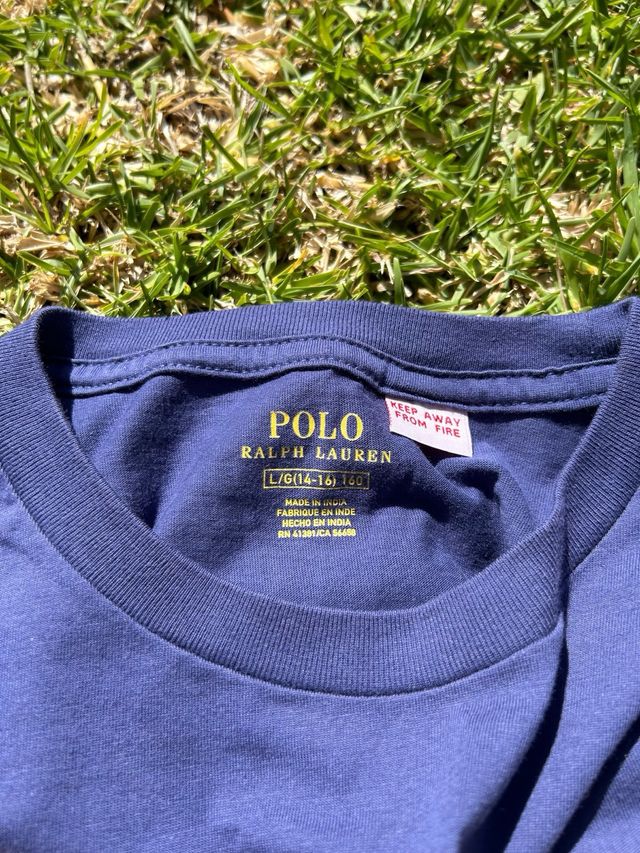 POLO
RALPH LAUREN
L/G(14-16) 160
MADE IN INDIA
FABRIQUE EN INDE
HECHO EN INDIA
RN 41381/CA 56650
KEEP AWAY
FROM FIRE